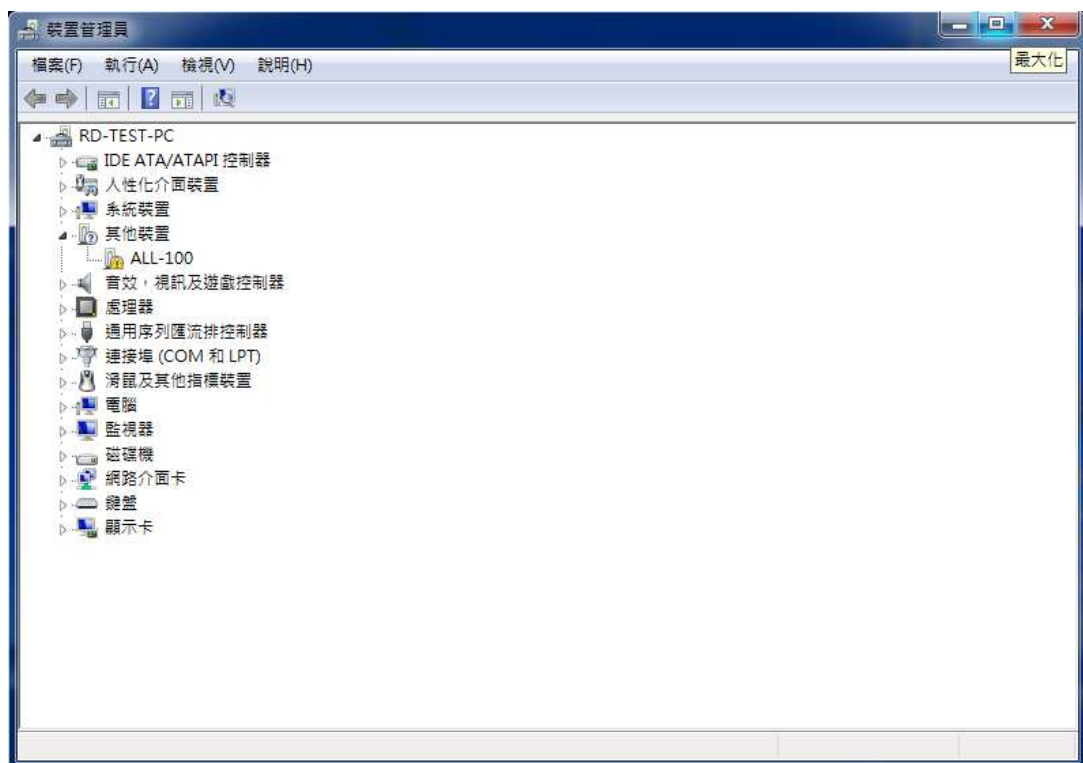 裝置管理員
檔案(F) 執行(A) 檢視(V) 說明(H)
最大化
RD-TEST-PC
IDE ATA/ATAPI 控制器
人性化介面裝置
系統裝置
其他裝置
ALL-100
音效，視訊及遊戲控制器
處理器
通用序列匯流排控制器
連接埠 (COM 和 LPT)
滑鼠及其他指標裝置
電腦
監視器
磁碟機
網路介面卡
鍵盤
顯示卡